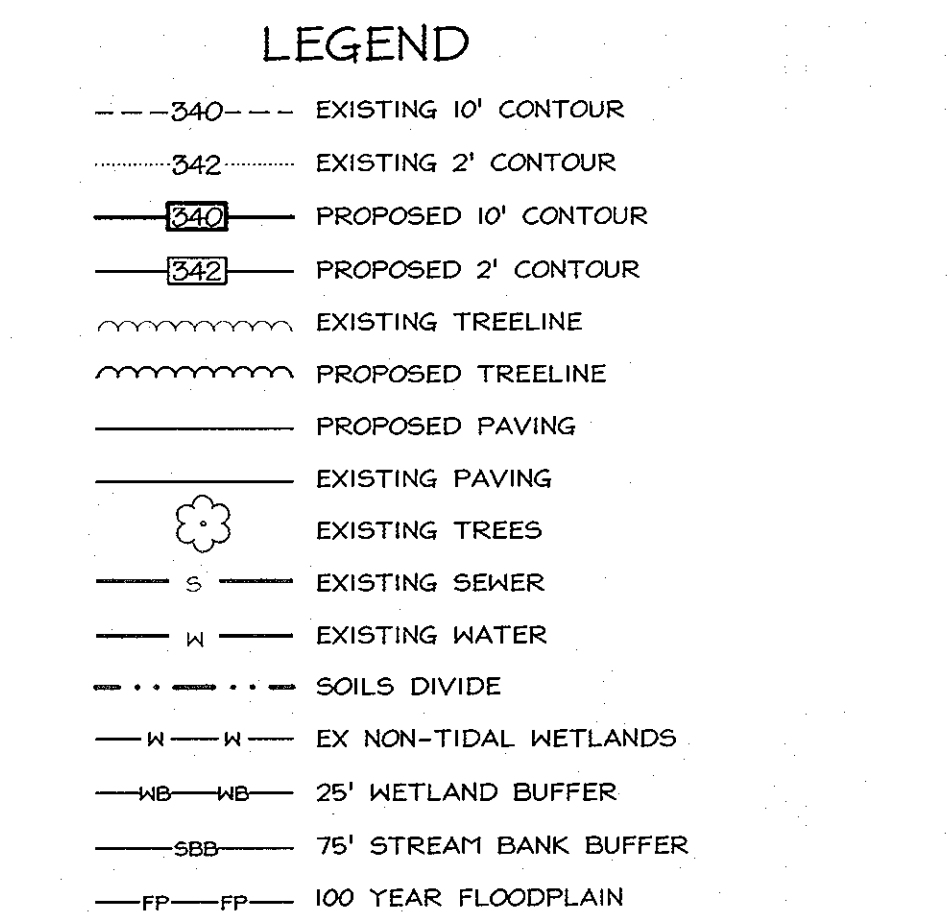 LEGEND
340 EXISTING 10' CONTOUR
342 EXISTING 2' CONTOUR
340 PROPOSED 10' CONTOUR
342 PROPOSED 2' CONTOUR
EXISTING TREELINE
PROPOSED TREELINE
PROPOSED PAVING
EXISTING PAVING
EXISTING TREES
S EXISTING SEWER
W EXISTING WATER
SOILS DIVIDE
W W EX NON-TIDAL WETLANDS
WB WB 25' WETLAND BUFFER
SBB 75' STREAM BANK BUFFER
FP FP 100 YEAR FLOODPLAIN